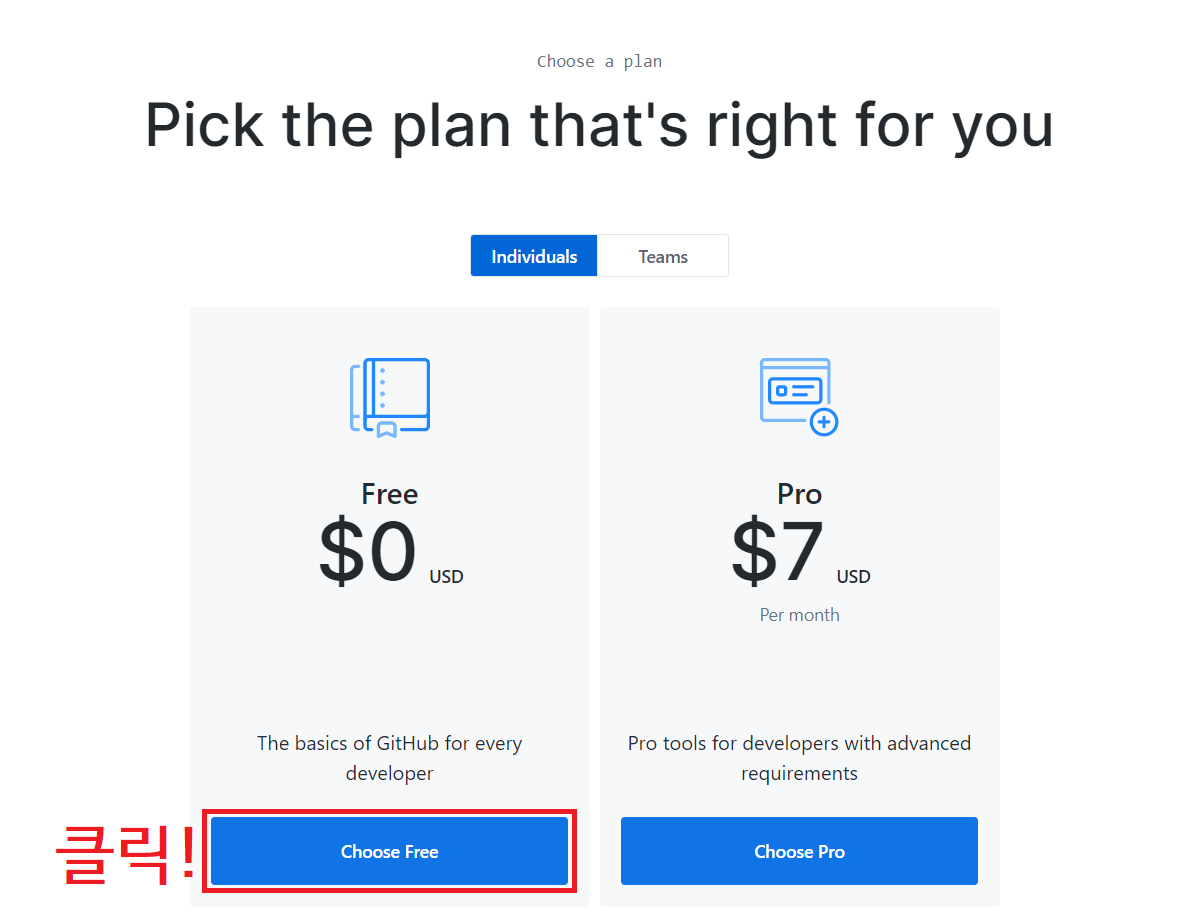 Choose a plan
Pick the plan that's right for you
Individuals
Teams
Free
$0 USD
The basics of GitHub for every
developer
클릭!
Choose Free
Pro
$7 USD
Per month
Pro tools for developers with advanced
requirements
Choose Pro